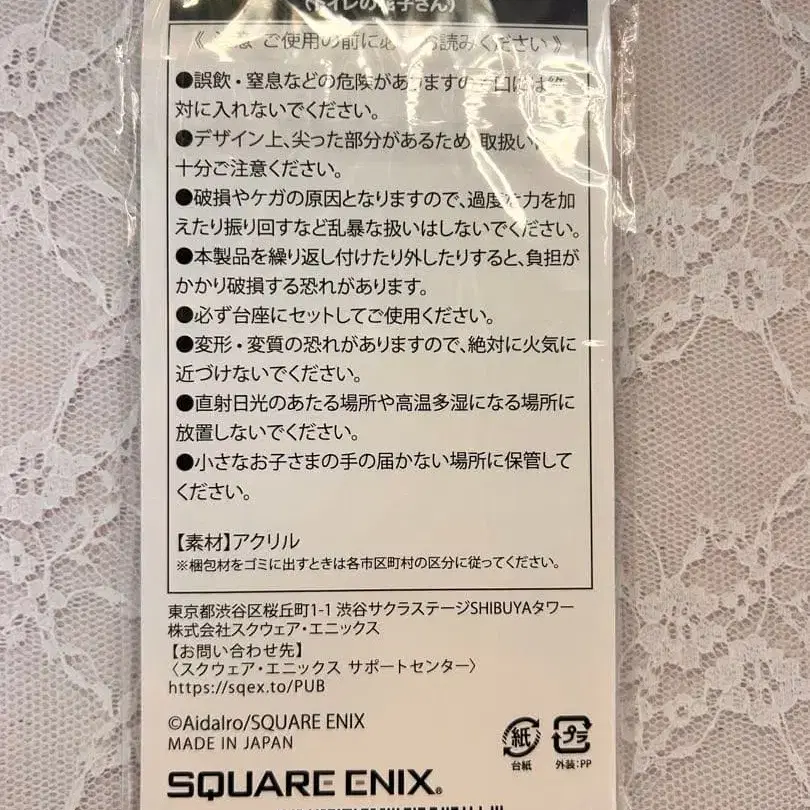 (トイレの花子さん)
《 注意 ご使用の前に必ずお読みください 》
●誤飲・窒息などの危険がありますので口には絶
対に入れないでください。
●デザイン上、尖った部分があるため、取扱いに
十分ご注意ください。
●破損やケガの原因となりますので、過度な力を加
えたり振り回すなど乱暴な扱いはしないでください。
●本製品を繰り返し付けたり外したりすると、負担が
かかり破損する恐れがあります。
●必ず台座にセットしてご使用ください。
●変形・変質の恐れがありますので、絶対に火気に
近づけないでください。
●直射日光のあたる場所や高温多湿になる場所に
放置しないでください。
●小さなお子さまの手の届かない場所に保管して
ください。
【素材】アクリル
※梱包材をゴミに出すときは各市区町村の区分に従ってください。
東京都渋谷区桜丘町1-1 渋谷サクラステージSHIBUYAタワー
株式会社スクウェア・エニックス
【お問い合わせ先】
〈スクウェア・エニックス サポートセンター〉
https://sqex.to/PUB
©AidaIro/SQUARE ENIX
MADE IN JAPAN
紙 プラ
台紙 外装:PP
SQUARE ENIX®